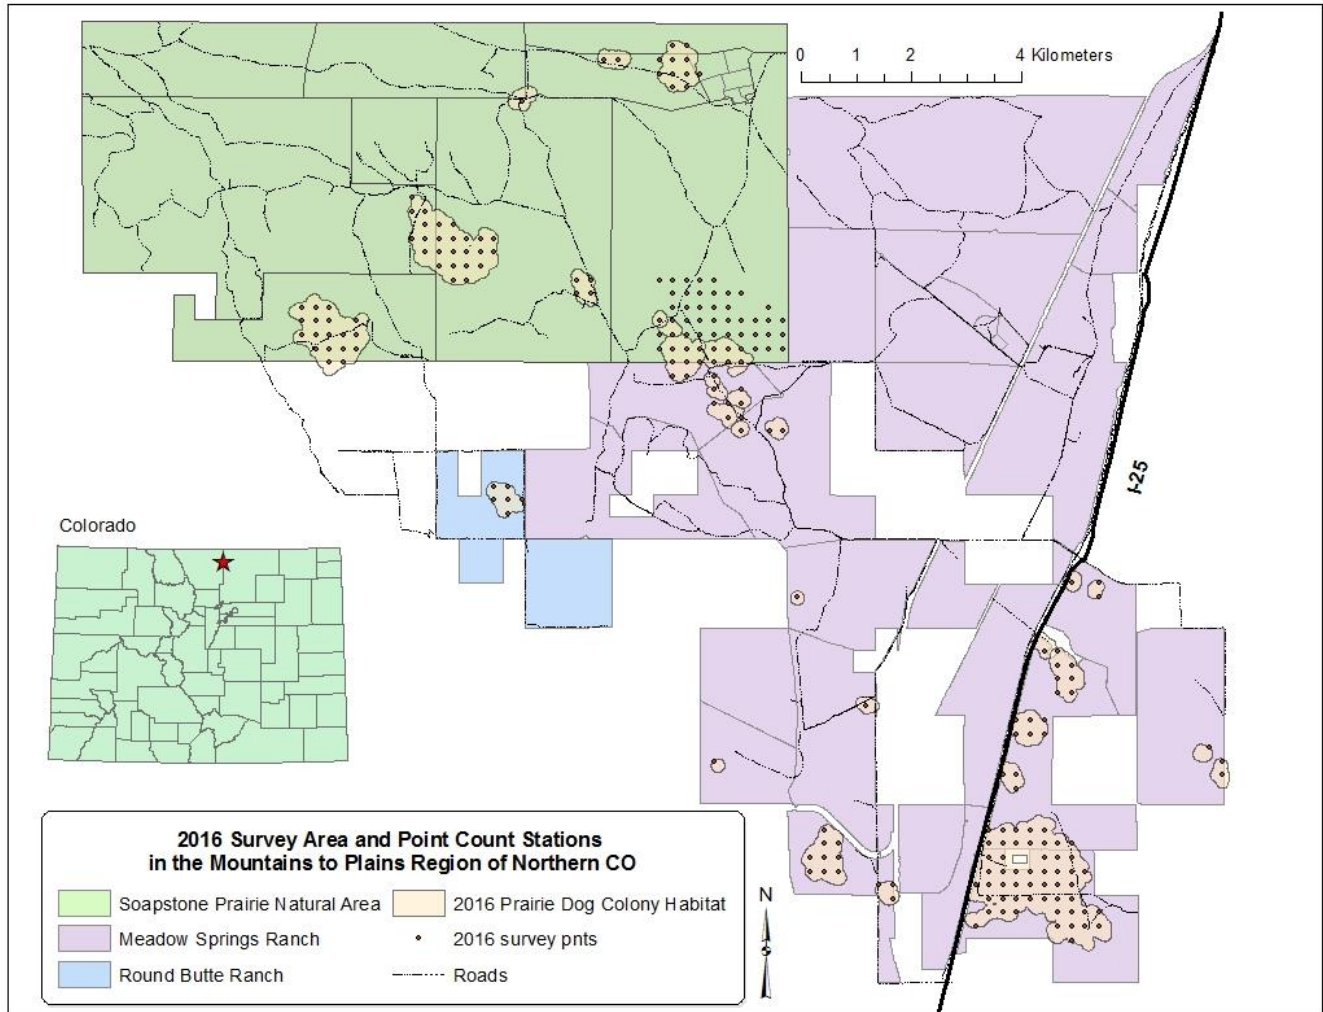 0 1 2 4 Kilometers
I-25
Colorado
2016 Survey Area and Point Count Stations
in the Mountains to Plains Region of Northern CO
Soapstone Prairie Natural Area
2016 Prairie Dog Colony Habitat
Meadow Springs Ranch
2016 survey pnts
Round Butte Ranch
Roads
N